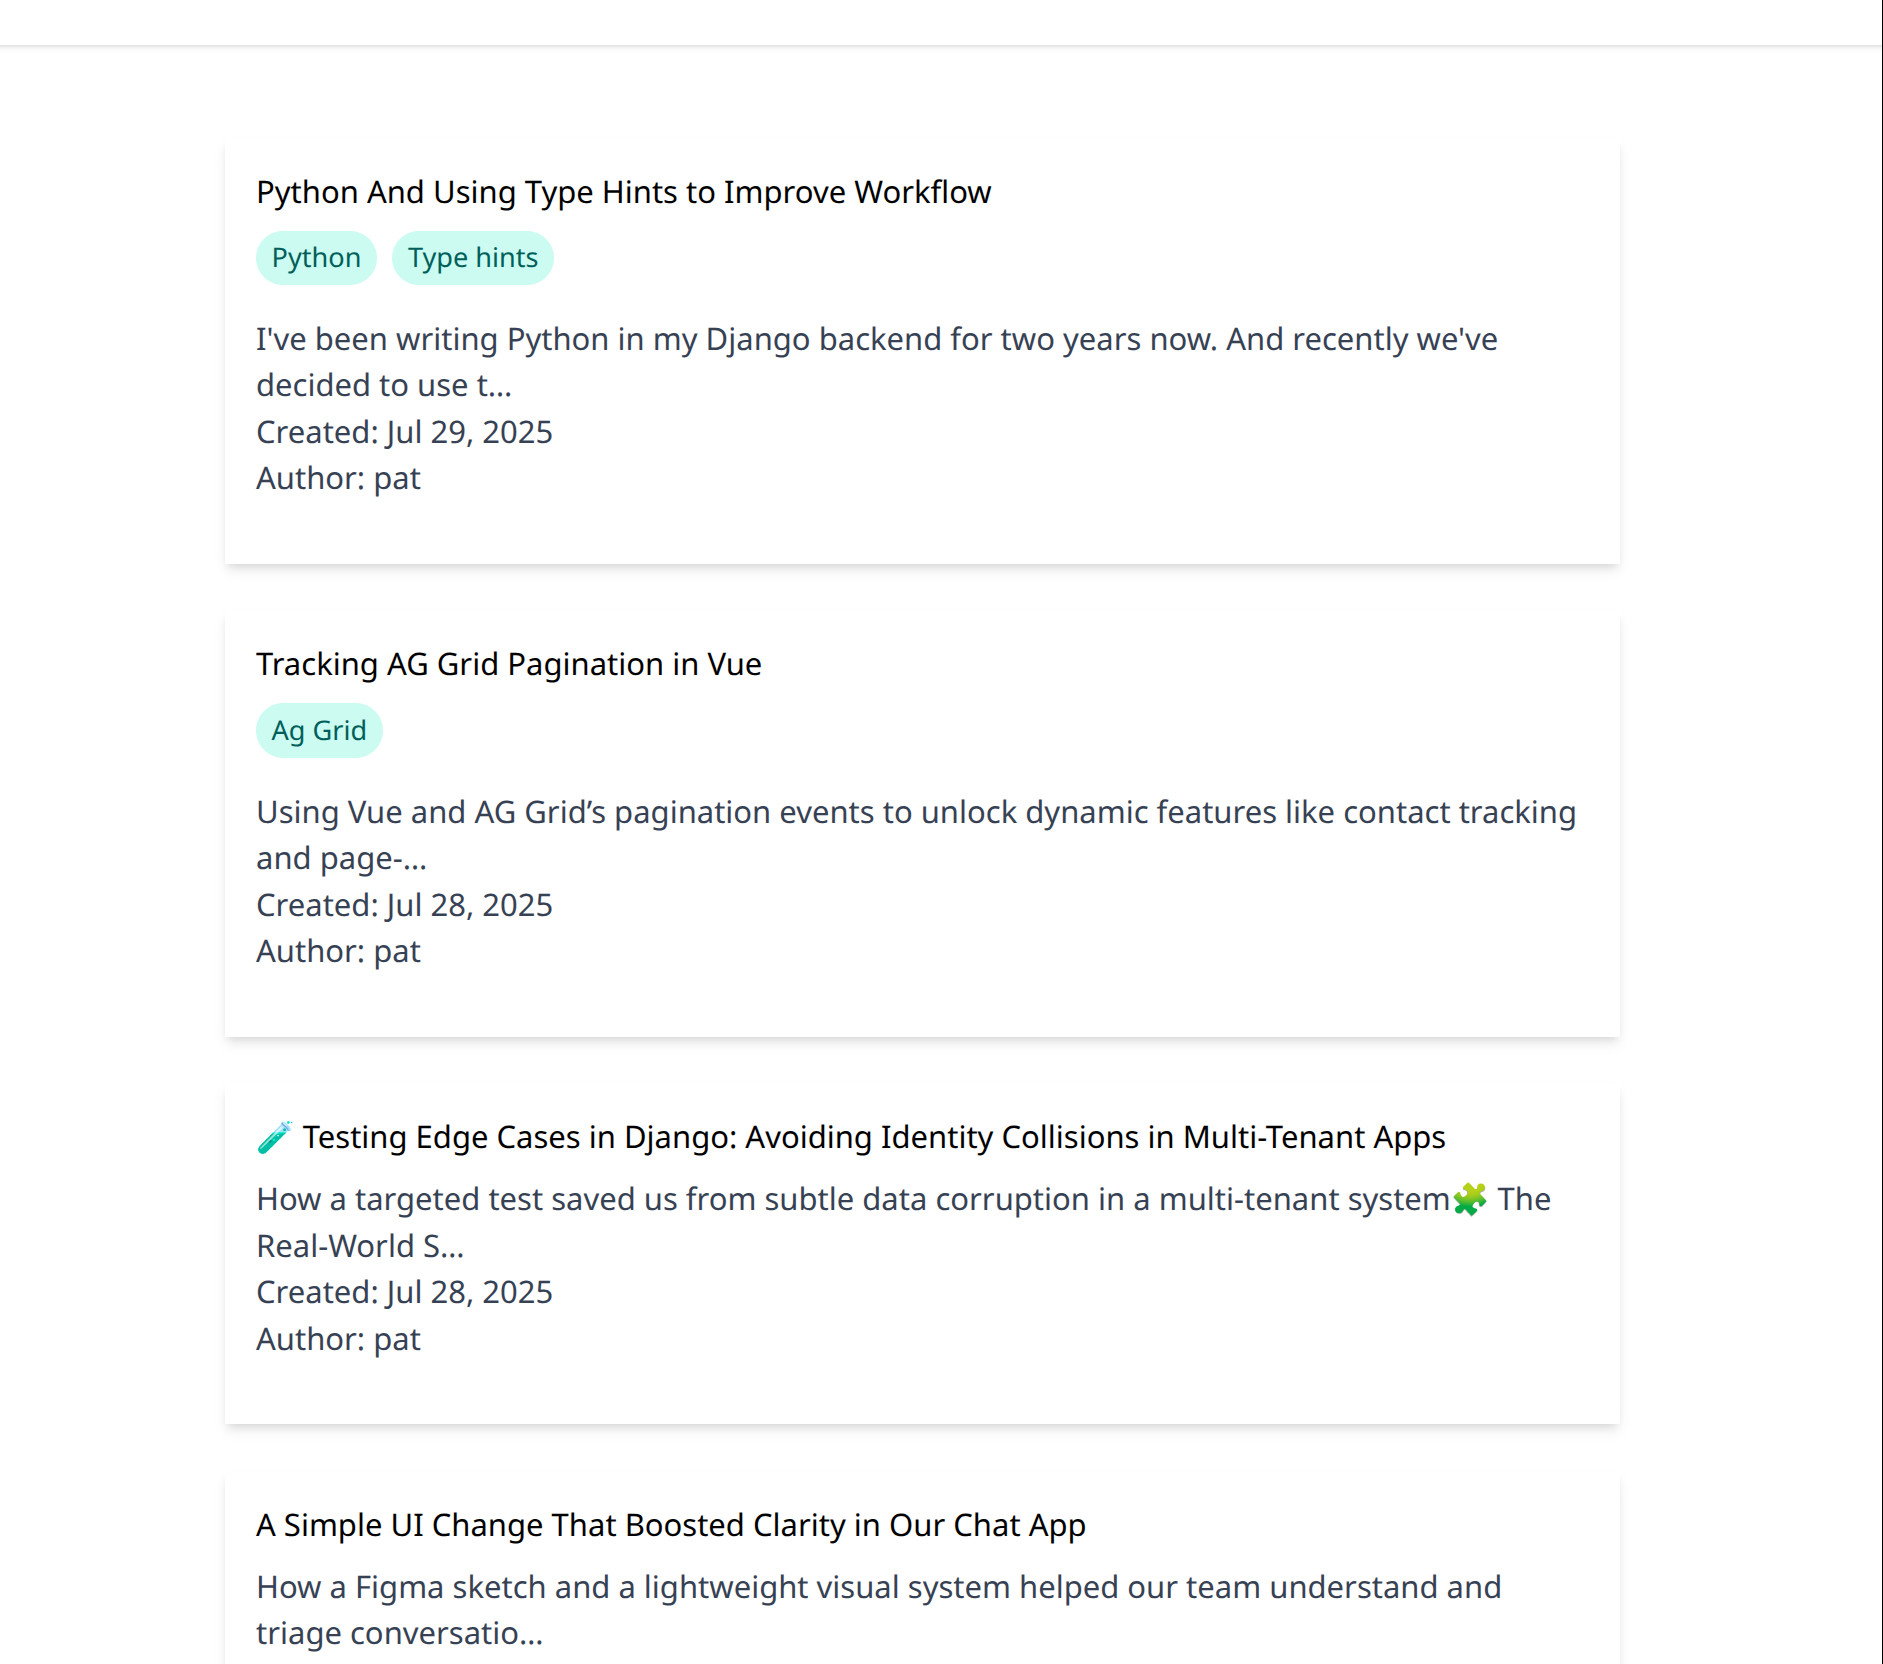 Python And Using Type Hints to Improve Workflow
Python Type hints
I've been writing Python in my Django backend for two years now. And recently we've
decided to use t...
Created: Jul 29, 2025
Author: pat
Tracking AG Grid Pagination in Vue
Ag Grid
Using Vue and AG Grid’s pagination events to unlock dynamic features like contact tracking
and page-...
Created: Jul 28, 2025
Author: pat
🧪 Testing Edge Cases in Django: Avoiding Identity Collisions in Multi-Tenant Apps
How a targeted test saved us from subtle data corruption in a multi-tenant system🧩 The
Real-World S...
Created: Jul 28, 2025
Author: pat
A Simple UI Change That Boosted Clarity in Our Chat App
How a Figma sketch and a lightweight visual system helped our team understand and
triage conversatio...